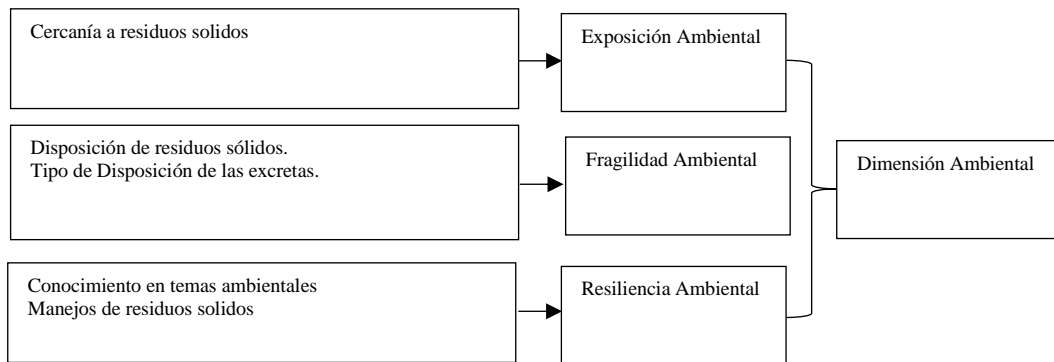 Cercanía a residuos solidos
Exposición Ambiental
Disposición de residuos sólidos.
Tipo de Disposición de las excretas.
Fragilidad Ambiental
Dimensión Ambiental
Conocimiento en temas ambientales
Manejos de residuos solidos
Resiliencia Ambiental